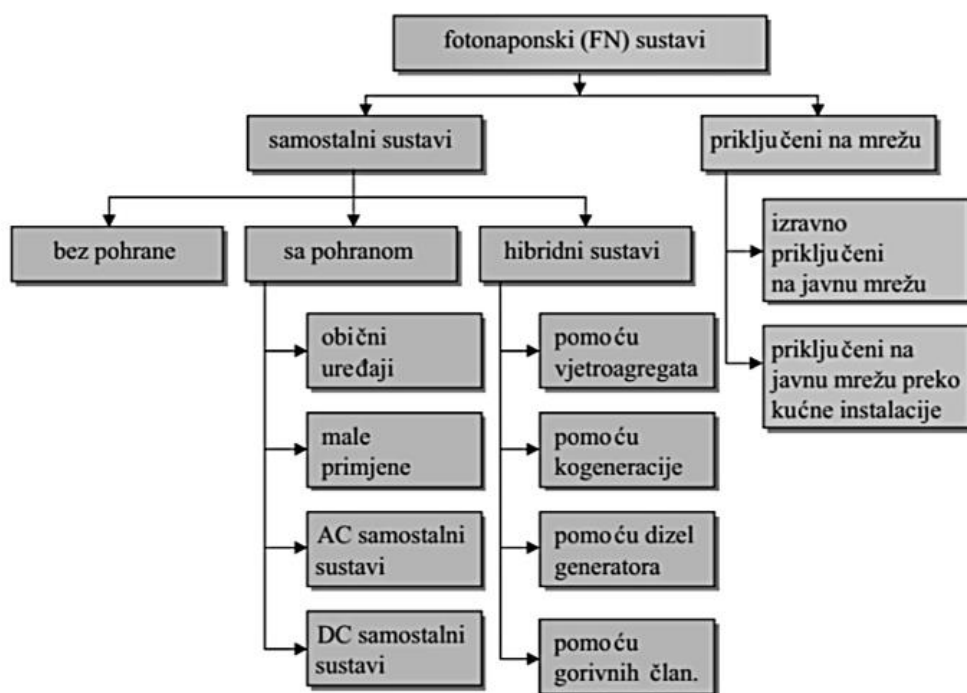 fotonaponski (FN) sustavi
samostalni sustavi
priključeni na mrežu
bez pohrane
sa pohranom
hibridni sustavi
izravno
priključeni
na javnu mrežu
obični
uređaji
pomoću
vjetroagregata
priključeni na
javnu mrežu preko
kućne instalacije
male
primjene
pomoću
kogeneracije
AC samostalni
sustavi
pomoću dizel
generatora
DC samostalni
sustavi
pomoću
gorivnih član.